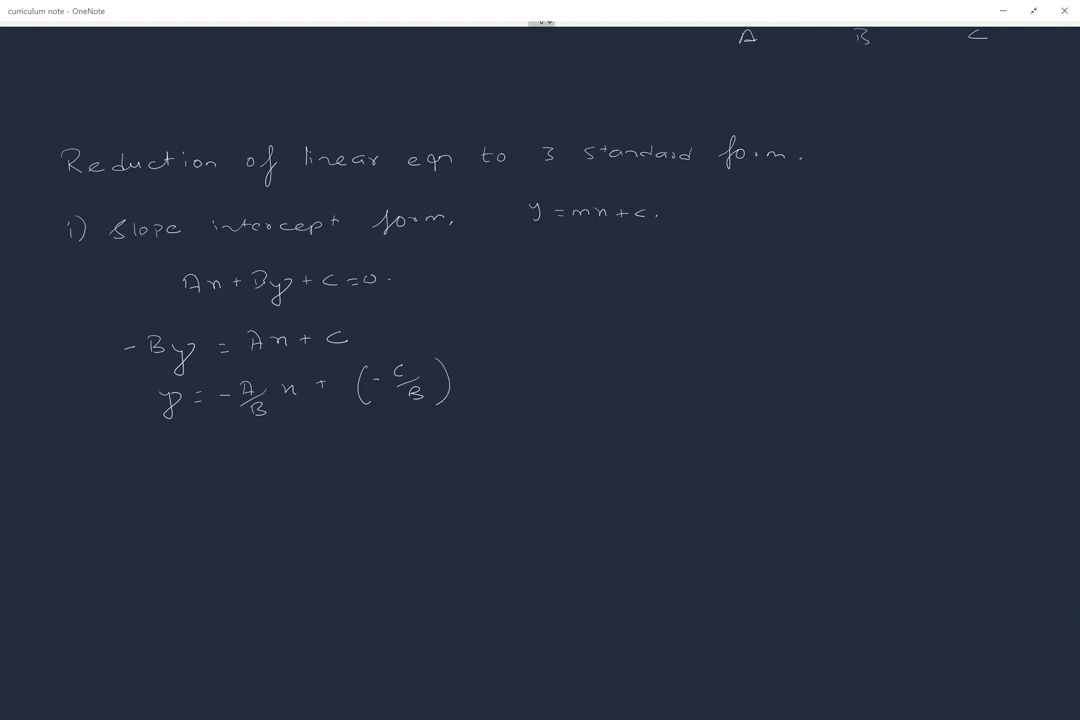 curriculum note - OneNote
A B C
Reduction of linear eqn to 3 standard form.
i) Slope intercept form. y = mx + c.
Ax + By + C = 0.
- By = Ax + C
y = - A/B x + (- C/B)